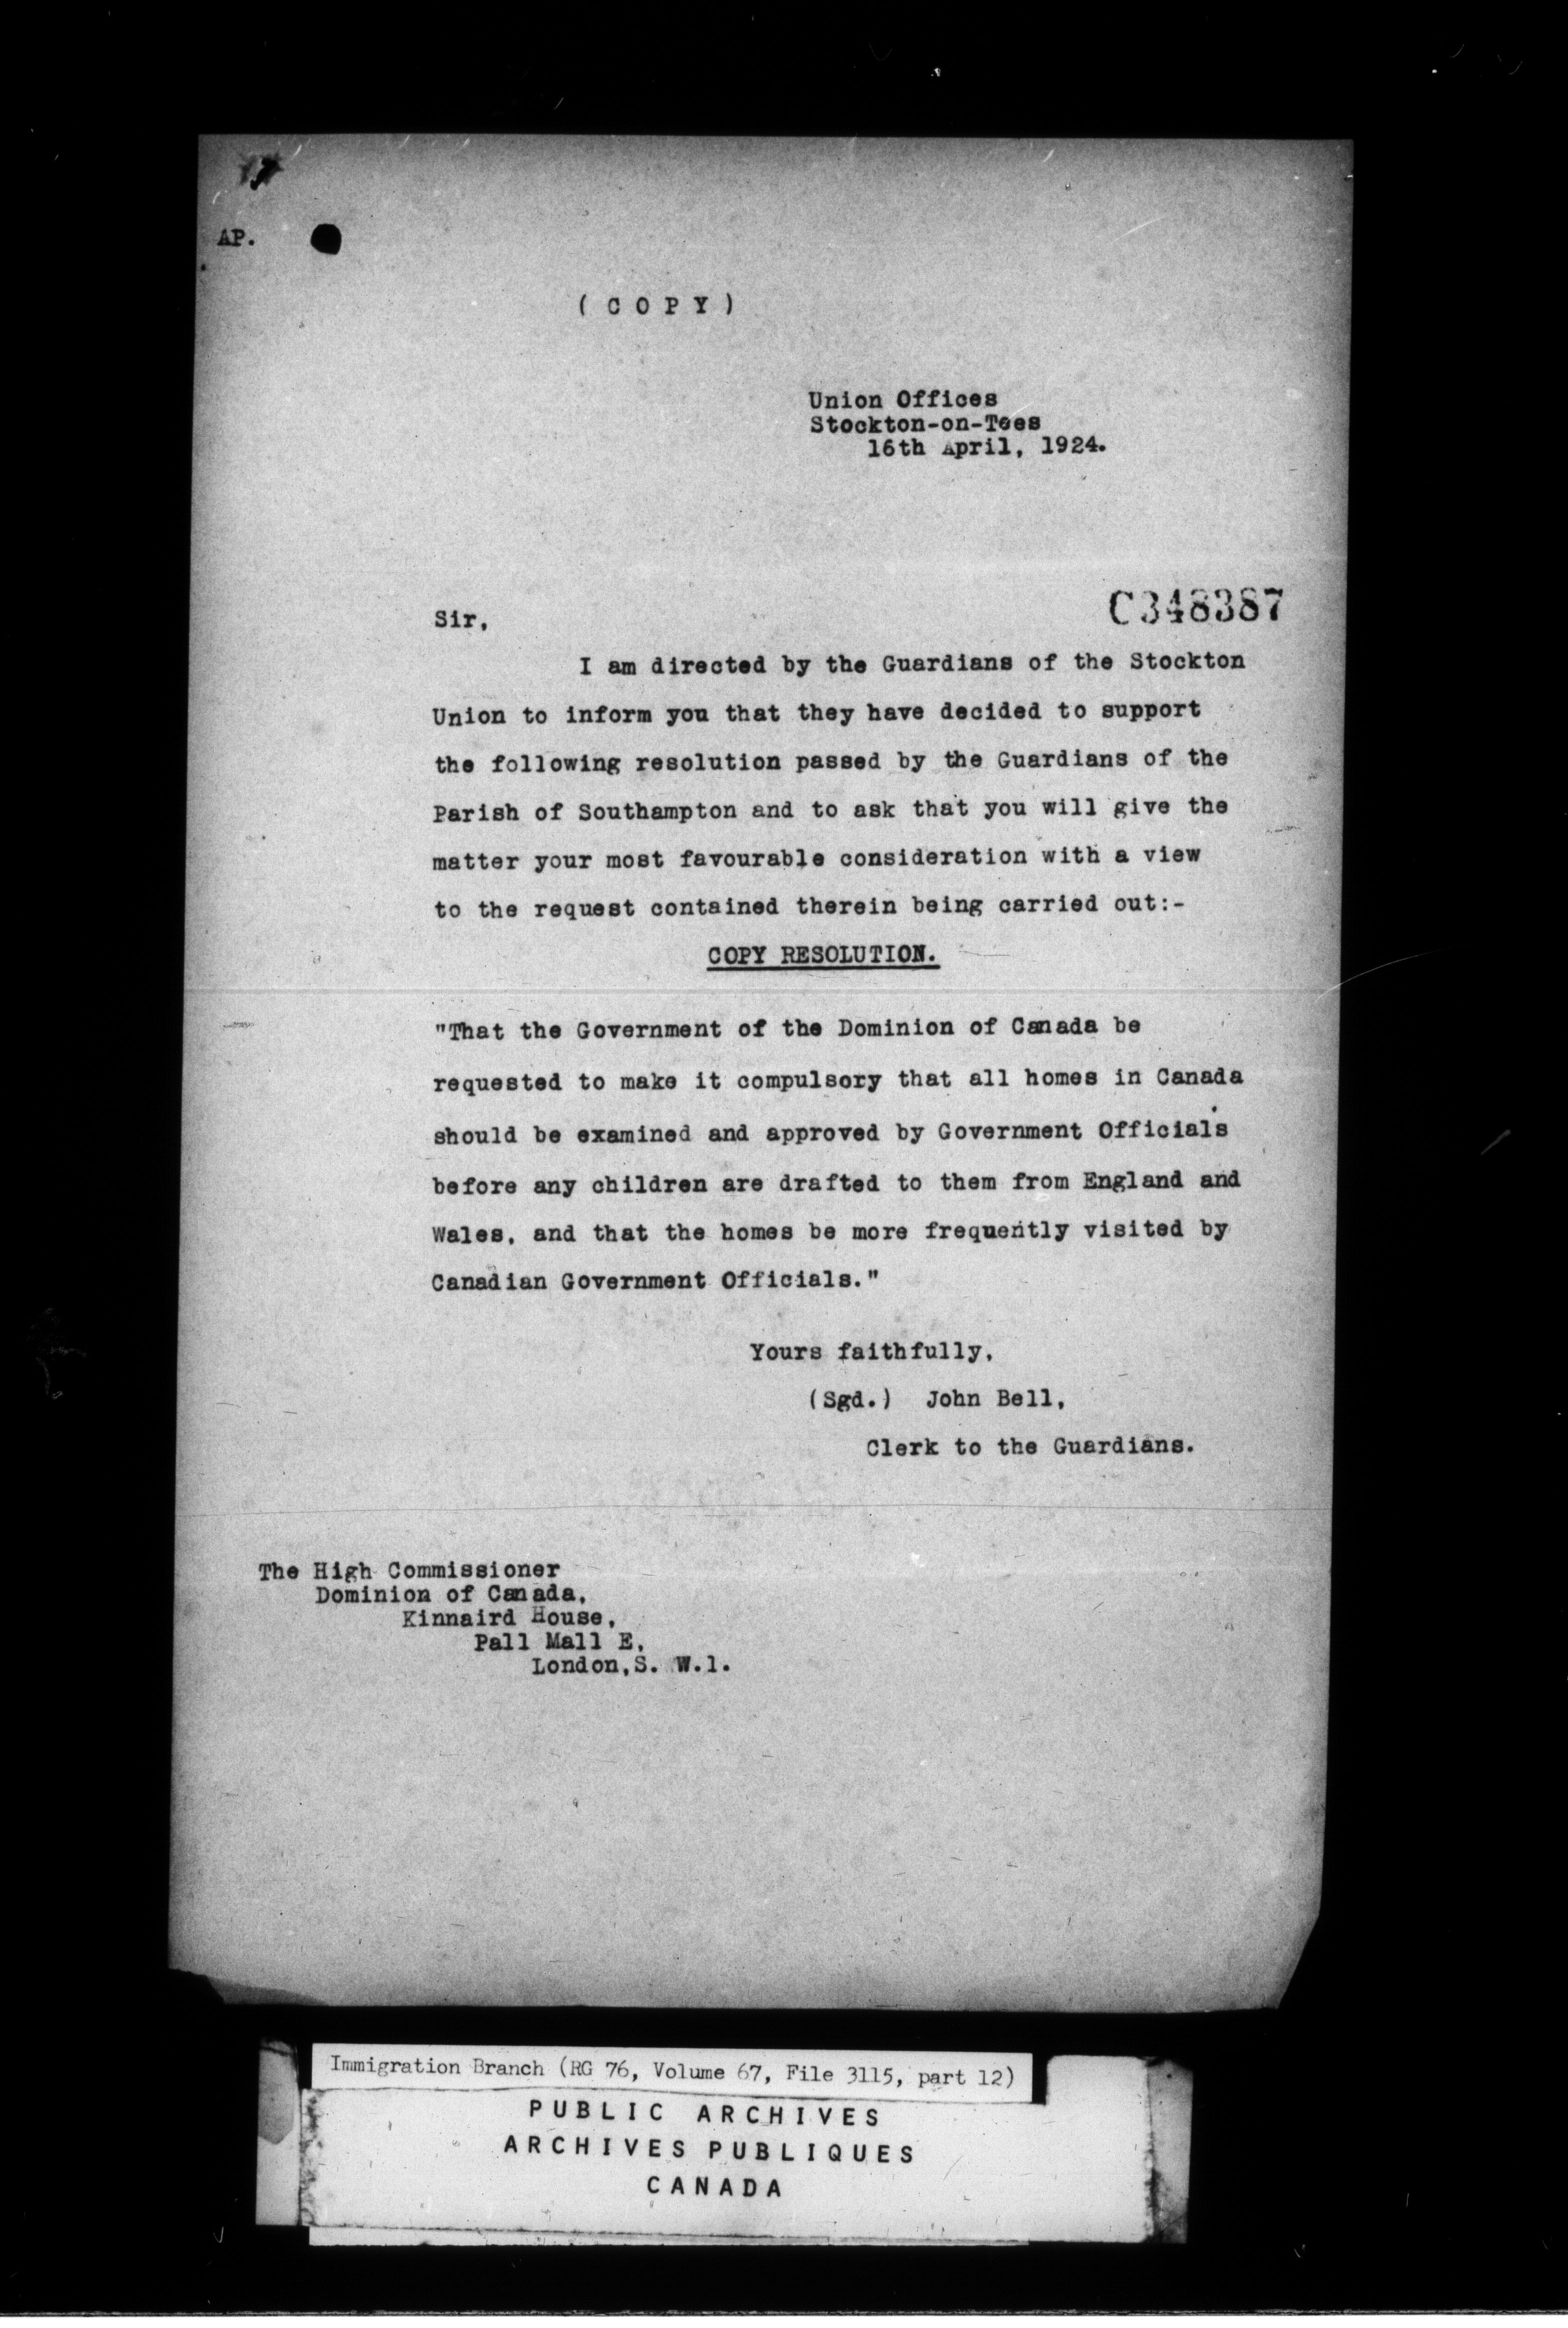 AP.
( C O P Y )
Union Offices
Stockton-on-Tees
16th April, 1924.
C348387
Sir,
I am directed by the Guardians of the Stockton
Union to inform you that they have decided to support
the following resolution passed by the Guardians of the
Parish of Southampton and to ask that you will give the
matter your most favourable consideration with a view
to the request contained therein being carried out:-
COPY RESOLUTION.
"That the Government of the Dominion of Canada be
requested to make it compulsory that all homes in Canada
should be examined and approved by Government Officials
before any children are drafted to them from England and
Wales, and that the homes be more frequently visited by
Canadian Government Officials."
Yours faithfully,
(Sgd.) John Bell,
Clerk to the Guardians.
The High Commissioner
Dominion of Canada,
Kinnaird House,
Pall Mall E,
London,S. W.1.
Immigration Branch (RG 76, Volume 67, File 3115, part 12)
PUBLIC ARCHIVES
ARCHIVES PUBLIQUES
CANADA